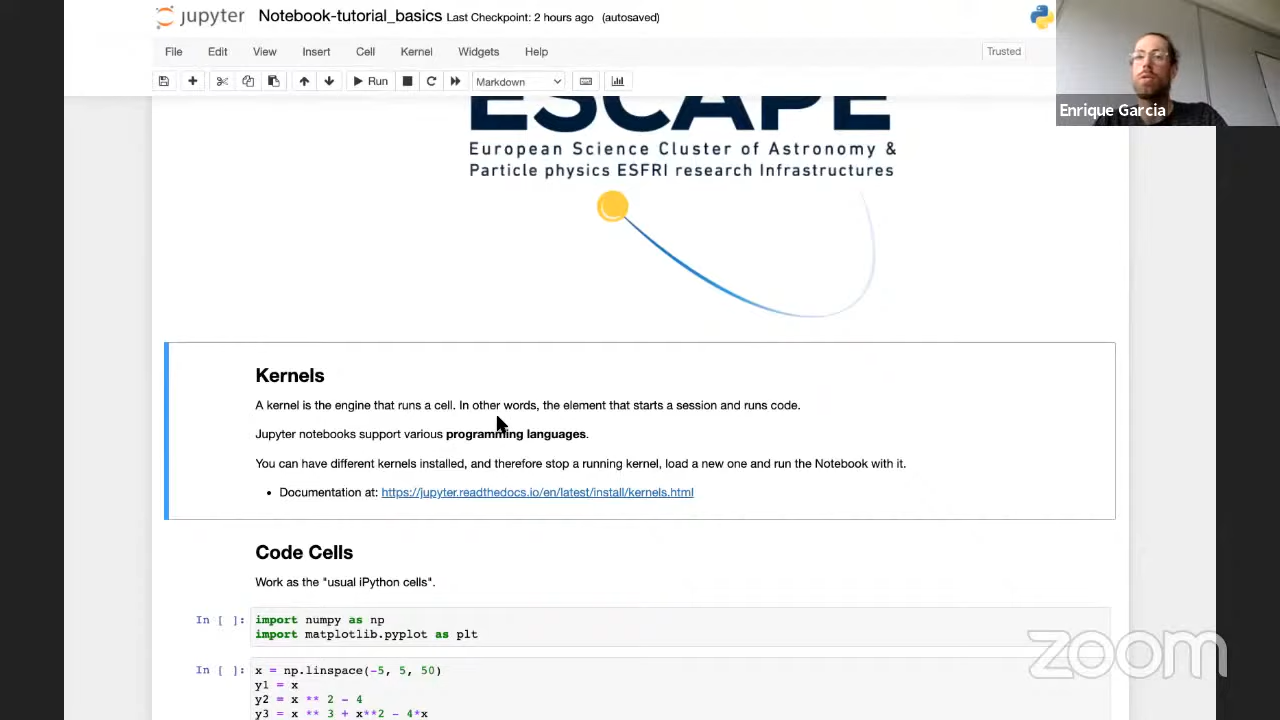 jupyter Notebook-tutorial_basics Last Checkpoint: 2 hours ago (autosaved)
File Edit View Insert Cell Kernel Widgets Help Trusted
Run Markdown
Enrique Garcia
ESCAPE
European Science Cluster of Astronomy &
Particle physics ESFRI research Infrastructures
Kernels
A kernel is the engine that runs a cell. In other words, the element that starts a session and runs code.
Jupyter notebooks support various programming languages.
You can have different kernels installed, and therefore stop a running kernel, load a new one and run the Notebook with it.
• Documentation at: https://jupyter.readthedocs.io/en/latest/install/kernels.html
Code Cells
Work as the "usual iPython cells".
In [ ]: import numpy as np
import matplotlib.pyplot as plt
In [ ]: x = np.linspace(-5, 5, 50)
y1 = x
y2 = x ** 2 - 4
y3 = x ** 3 + x**2 - 4*x
zoom